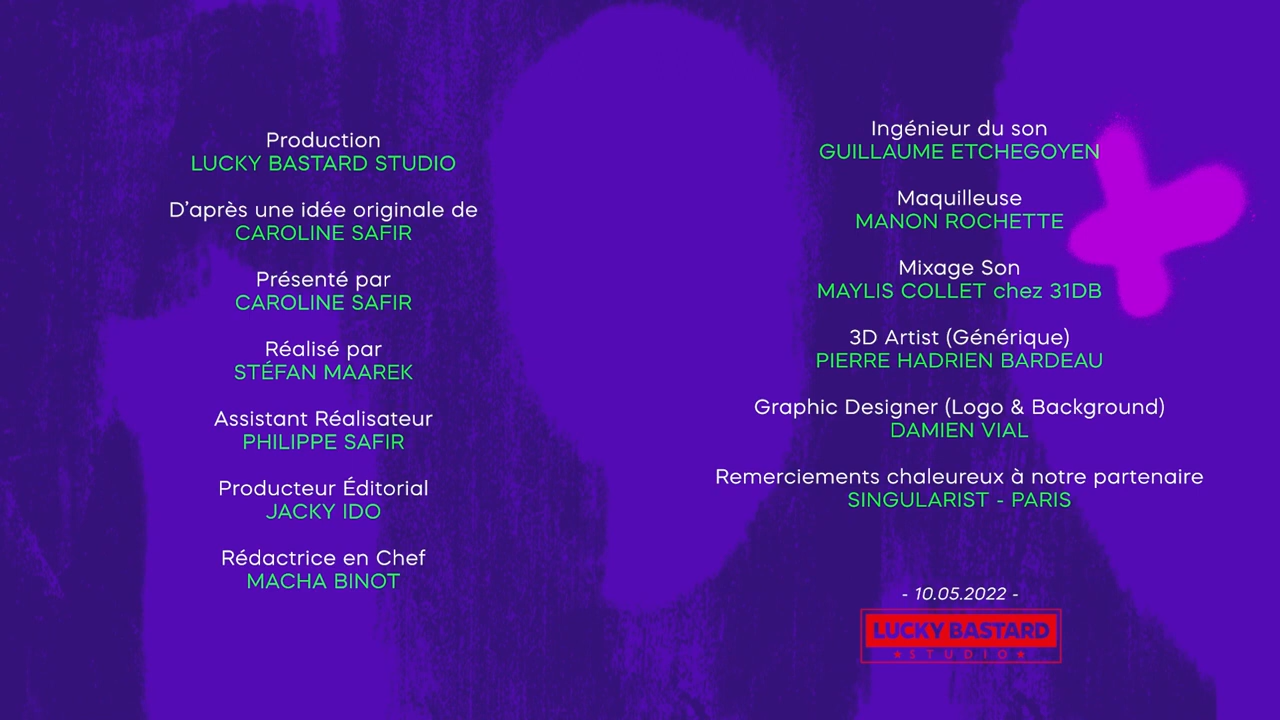 Production
LUCKY BASTARD STUDIO
D'après une idée originale de
CAROLINE SAFIR
Présenté par
CAROLINE SAFIR
Réalisé par
STÉFAN MAAREK
Assistant Réalisateur
PHILIPPE SAFIR
Producteur Éditorial
JACKY IDO
Rédactrice en Chef
MACHA BINOT
Ingénieur du son
GUILLAUME ETCHEGOYEN
Maquilleuse
MANON ROCHETTE
Mixage Son
MAYLIS COLLET chez 31DB
3D Artist (Générique)
PIERRE HADRIEN BARDEAU
Graphic Designer (Logo & Background)
DAMIEN VIAL
Remerciements chaleureux à notre partenaire
SINGULARIST - PARIS
- 10.05.2022 -
LUCKY BASTARD
★ STUDIO ★